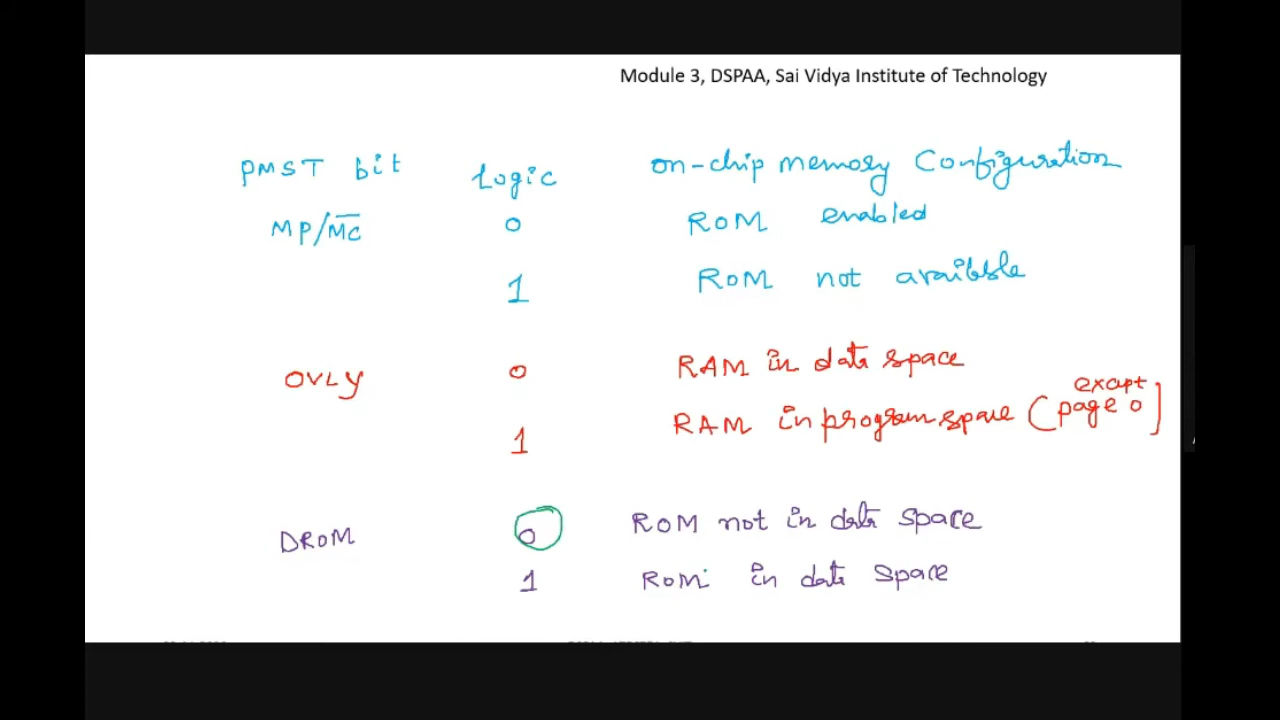 Module 3, DSPAA, Sai Vidya Institute of Technology
PMST bit Logic on-chip memory Configuration
MP/M̅C̅ 0 ROM enabled
1 ROM not avaibble
OVLY 0 RAM in data space
1 RAM in program space (except page 0]
DROM 0 ROM not in data space
1 ROM in data space